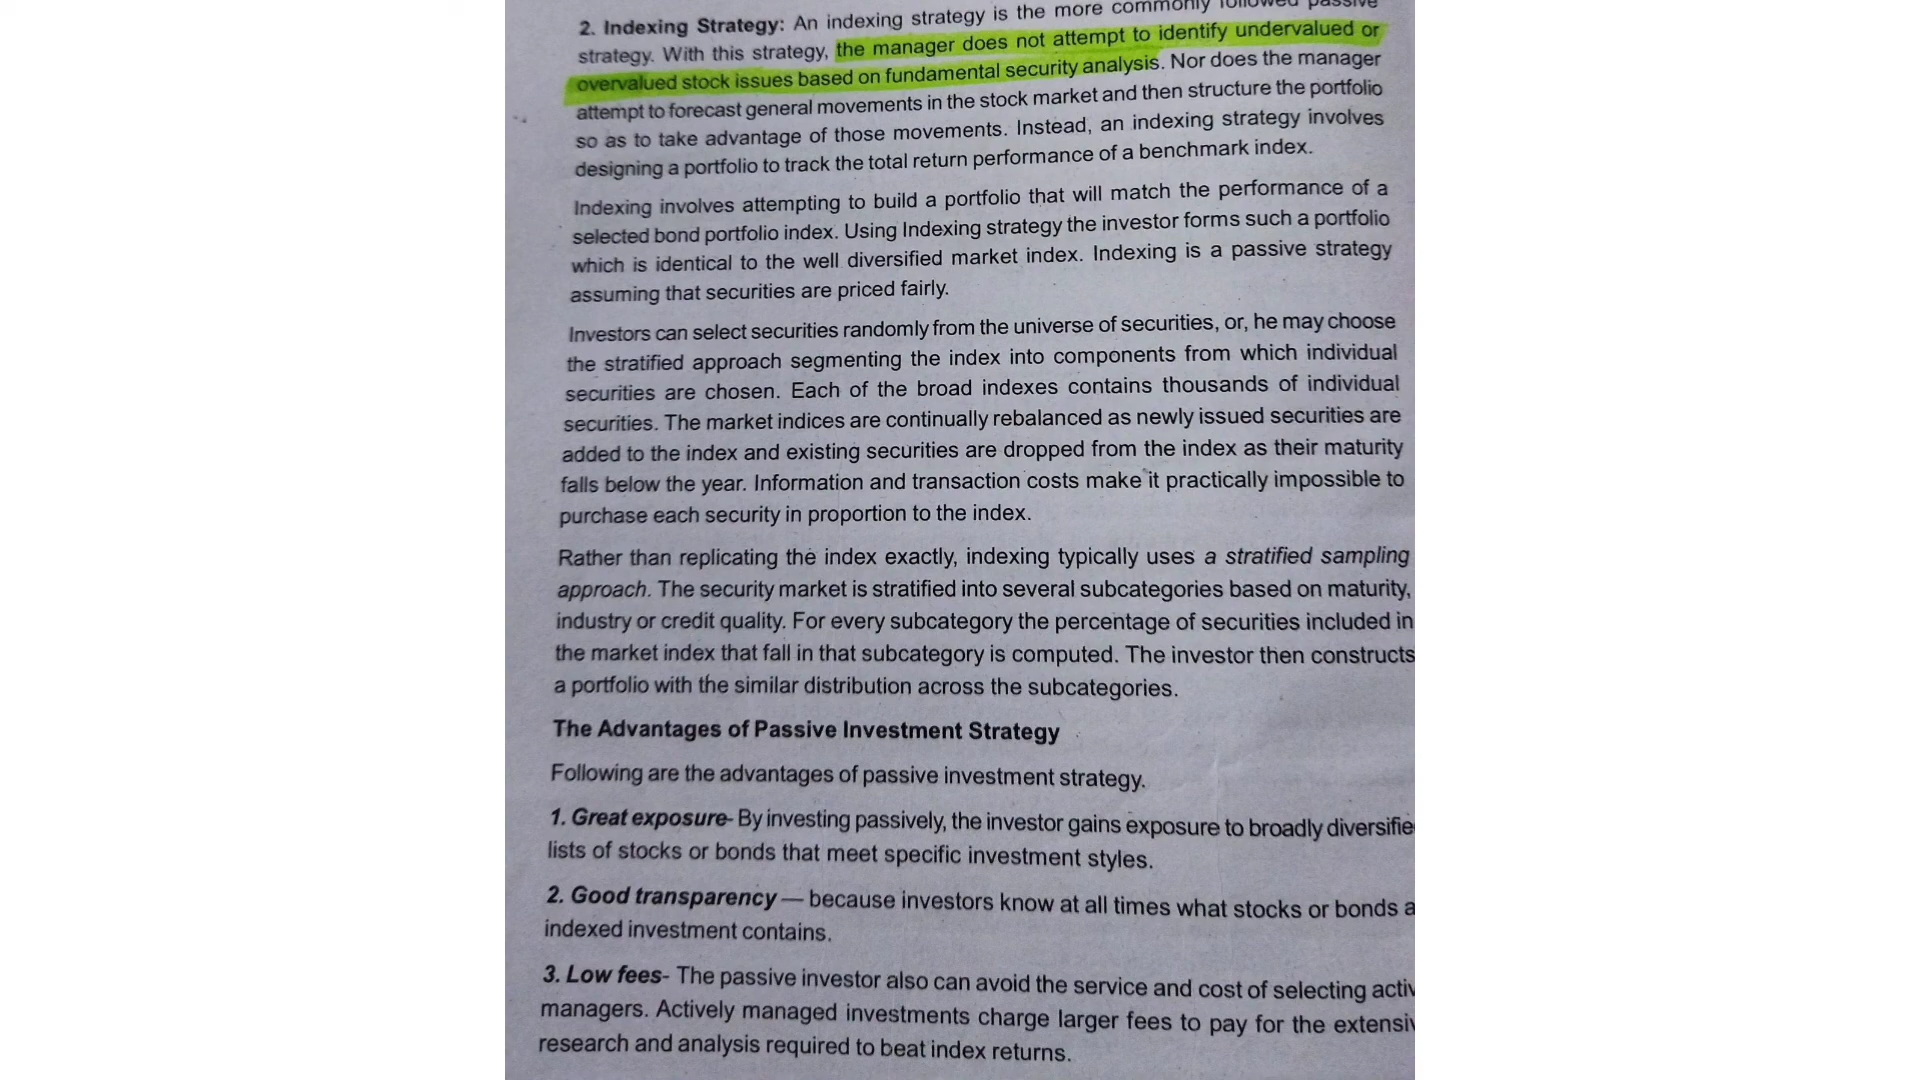 2. Indexing Strategy: An indexing strategy is the more commonly followed passive
strategy. With this strategy, the manager does not attempt to identify undervalued or
overvalued stock issues based on fundamental security analysis. Nor does the manager
attempt to forecast general movements in the stock market and then structure the portfolio
so as to take advantage of those movements. Instead, an indexing strategy involves
designing a portfolio to track the total return performance of a benchmark index.
Indexing involves attempting to build a portfolio that will match the performance of a
selected bond portfolio index. Using Indexing strategy the investor forms such a portfolio
which is identical to the well diversified market index. Indexing is a passive strategy
assuming that securities are priced fairly.
Investors can select securities randomly from the universe of securities, or, he may choose
the stratified approach segmenting the index into components from which individual
securities are chosen. Each of the broad indexes contains thousands of individual
securities. The market indices are continually rebalanced as newly issued securities are
added to the index and existing securities are dropped from the index as their maturity
falls below the year. Information and transaction costs make it practically impossible to
purchase each security in proportion to the index.
Rather than replicating the index exactly, indexing typically uses a stratified sampling
approach. The security market is stratified into several subcategories based on maturity,
industry or credit quality. For every subcategory the percentage of securities included in
the market index that fall in that subcategory is computed. The investor then constructs
a portfolio with the similar distribution across the subcategories.
The Advantages of Passive Investment Strategy
Following are the advantages of passive investment strategy.
1. Great exposure- By investing passively, the investor gains exposure to broadly diversifie
lists of stocks or bonds that meet specific investment styles.
2. Good transparency — because investors know at all times what stocks or bonds a
indexed investment contains.
3. Low fees- The passive investor also can avoid the service and cost of selecting activ
managers. Actively managed investments charge larger fees to pay for the extensiv
research and analysis required to beat index returns.